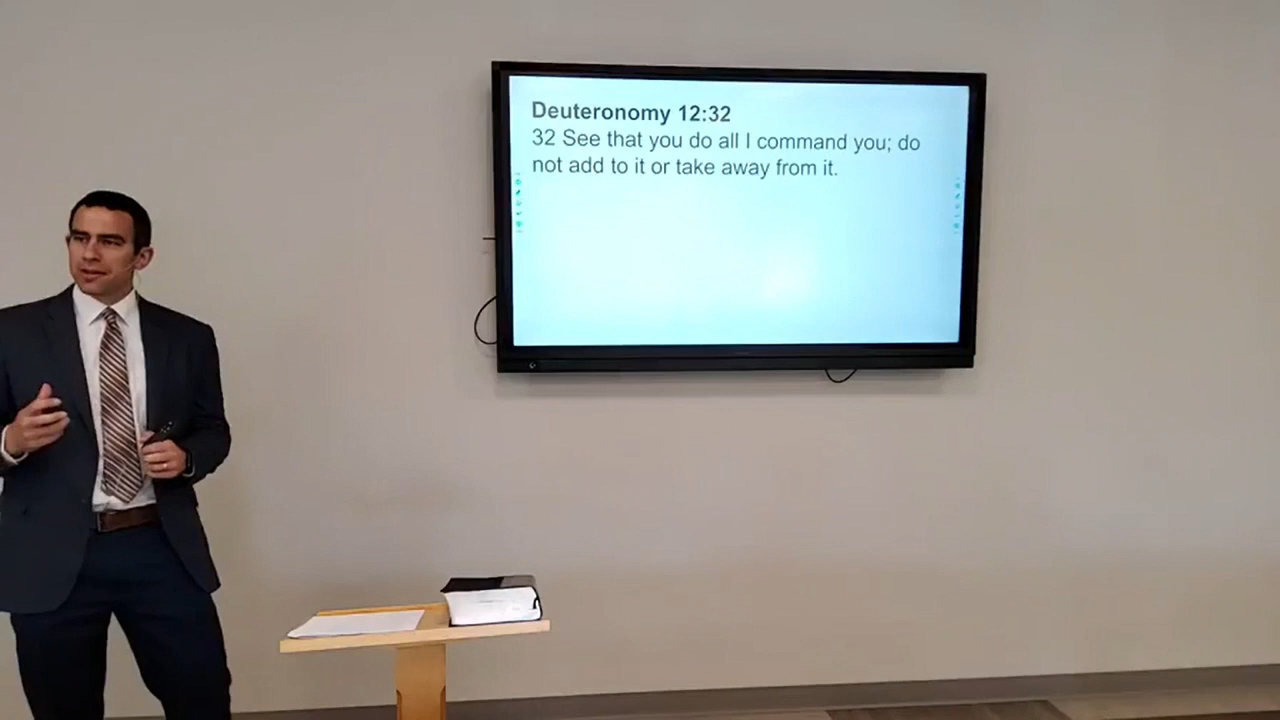 Deuteronomy 12:32
32 See that you do all I command you; do
not add to it or take away from it.